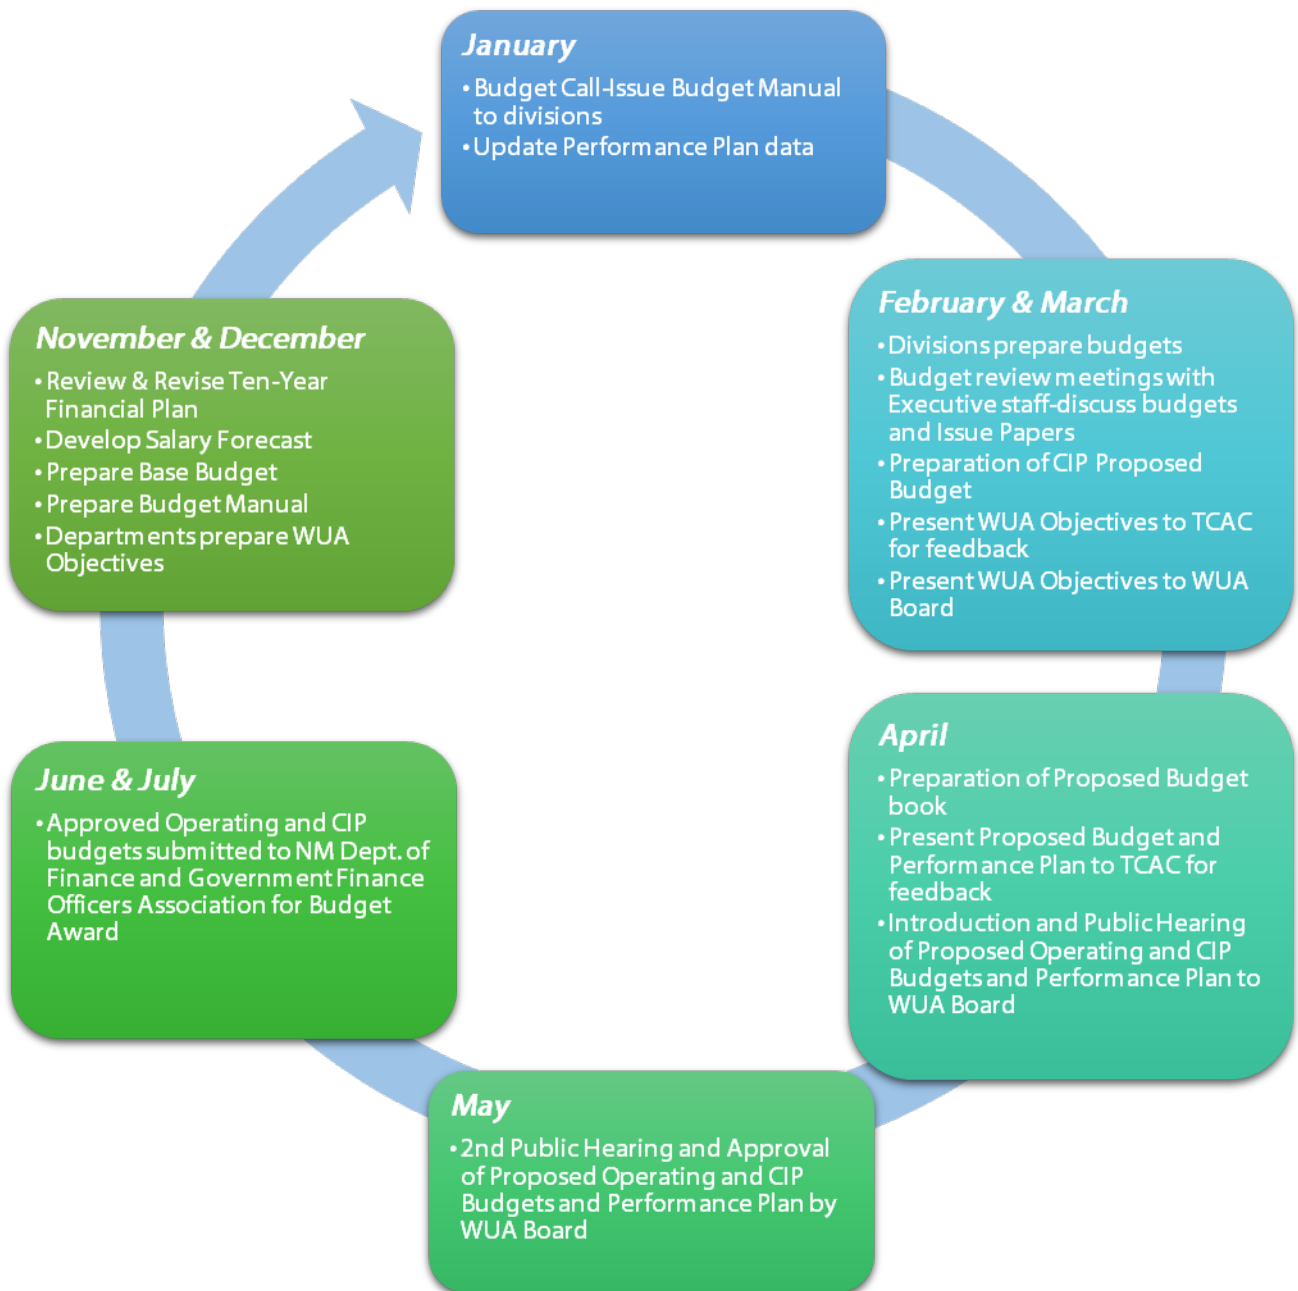 January
• Budget Call-Issue Budget Manual
to divisions
• Update Performance Plan data
February & March
• Divisions prepare budgets
• Budget review meetings with
Executive staff-discuss budgets
and Issue Papers
• Preparation of CIP Proposed
Budget
• Present WUA Objectives to TCAC
for feedback
• Present WUA Objectives to WUA
Board
April
• Preparation of Proposed Budget
book
• Present Proposed Budget and
Performance Plan to TCAC for
feedback
• Introduction and Public Hearing
of Proposed Operating and CIP
Budgets and Performance Plan to
WUA Board
May
• 2nd Public Hearing and Approval
of Proposed Operating and CIP
Budgets and Performance Plan by
WUA Board
June & July
• Approved Operating and CIP
budgets submitted to NM Dept. of
Finance and Government Finance
Officers Association for Budget
Award
November & December
• Review & Revise Ten-Year
Financial Plan
• Develop Salary Forecast
• Prepare Base Budget
• Prepare Budget Manual
• Departments prepare WUA
Objectives